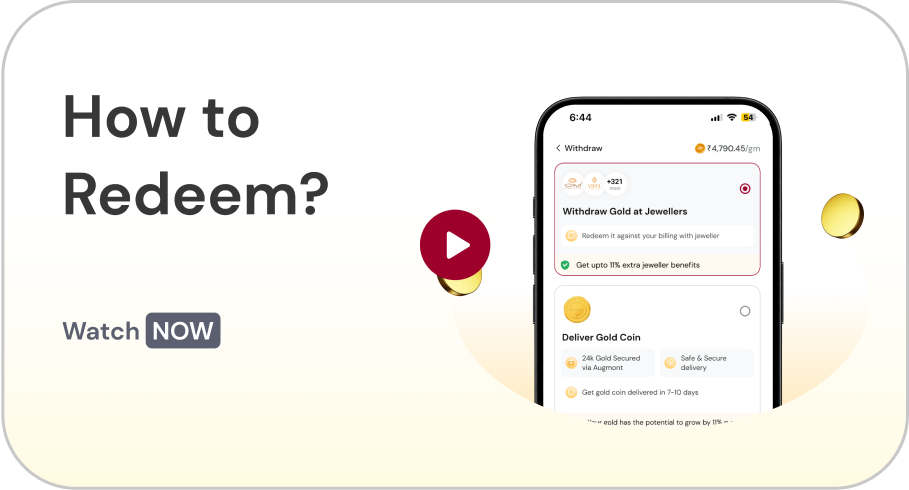 How to
Redeem?
Watch NOW
6:44
54
Withdraw
₹4,790.45/gm
+321
more
Withdraw Gold at Jewellers
Redeem it against your billing with jeweller
Get upto 11% extra jeweller benefits
Deliver Gold Coin
24k Gold Secured
via Augmont
Safe & Secure
delivery
Get gold coin delivered in 7-10 days
Your gold has the potential to grow by 11%